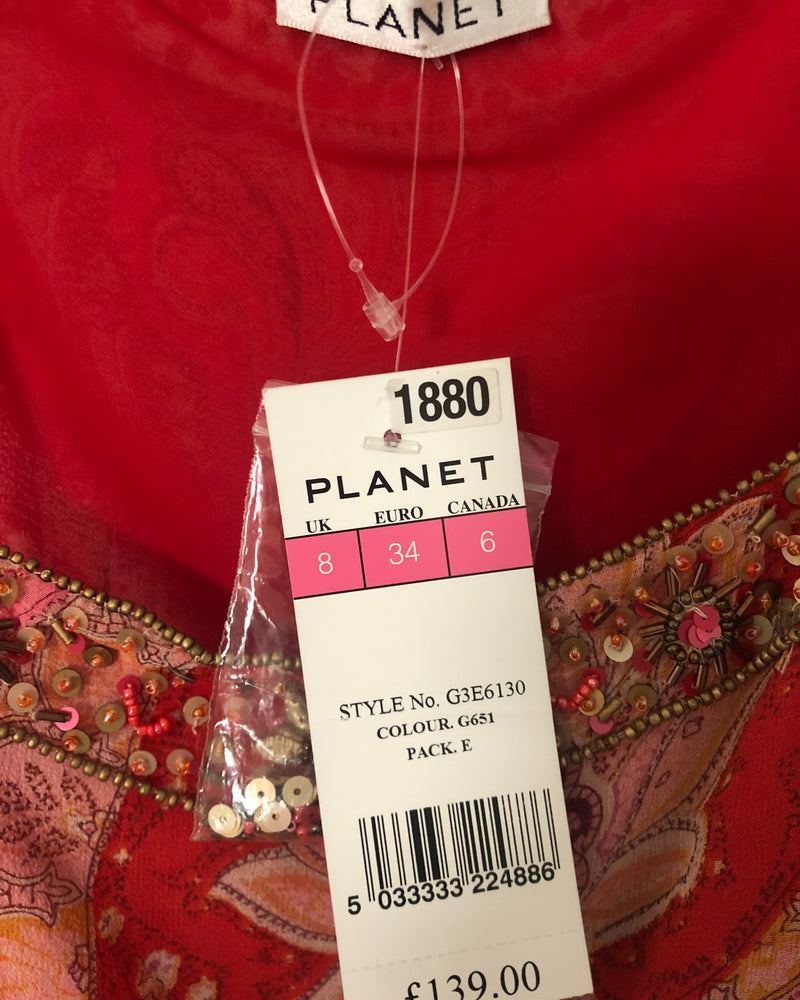 PLANET
1880
PLANET
UK EURO CANADA
8 34 6
STYLE No. G3E6130
COLOUR. G651
PACK. E
5 033333 224886
£139.00